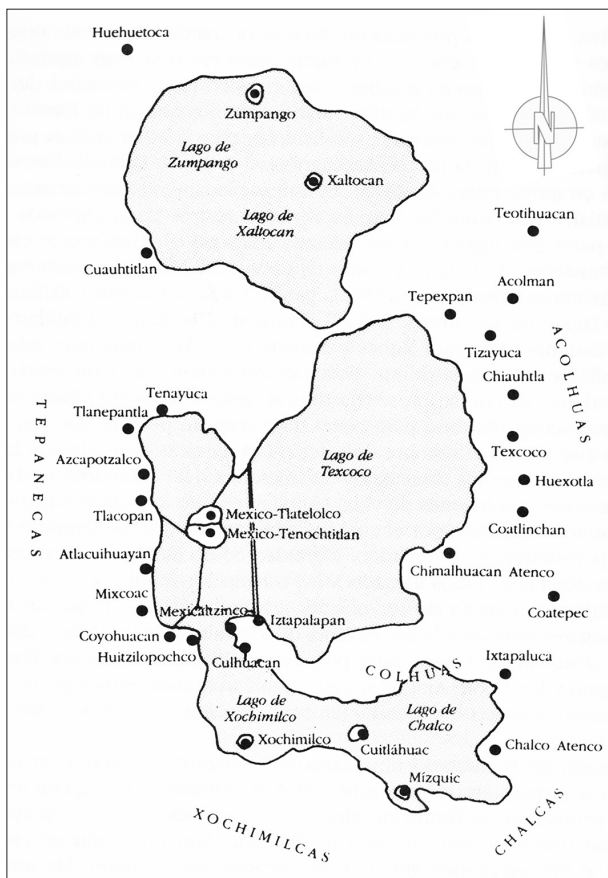 Huehuetoca
N
Zumpango
Lago de
Zumpango
Xaltocan
Lago de
Xaltocan
Teotihuacan
Cuauhtitlan
Acolman
Tepexpan
Tizayuca
ACOLHUAS
Chiauhtla
Tenayuca
TEPANECAS
Tlanepantla
Texcoco
Lago de
Texcoco
Azcapotzalco
Huexotla
Tlacopan
Mexico-Tlatelolco
Coatlinchan
Mexico-Tenochtitlan
Atlacuihuayan
Chimalhuacan Atenco
Mixcoac
Coatepec
Mexicaltzinco
Iztapalapan
Coyohuacan
Huitzilopochco
Culhuacan
COLHUAS
Ixtapaluca
Lago de
Xochimilco
Lago de
Chalco
Xochimilco
Cuitláhuac
Chalco Atenco
Mízquic
XOCHIMILCAS
CHALCAS